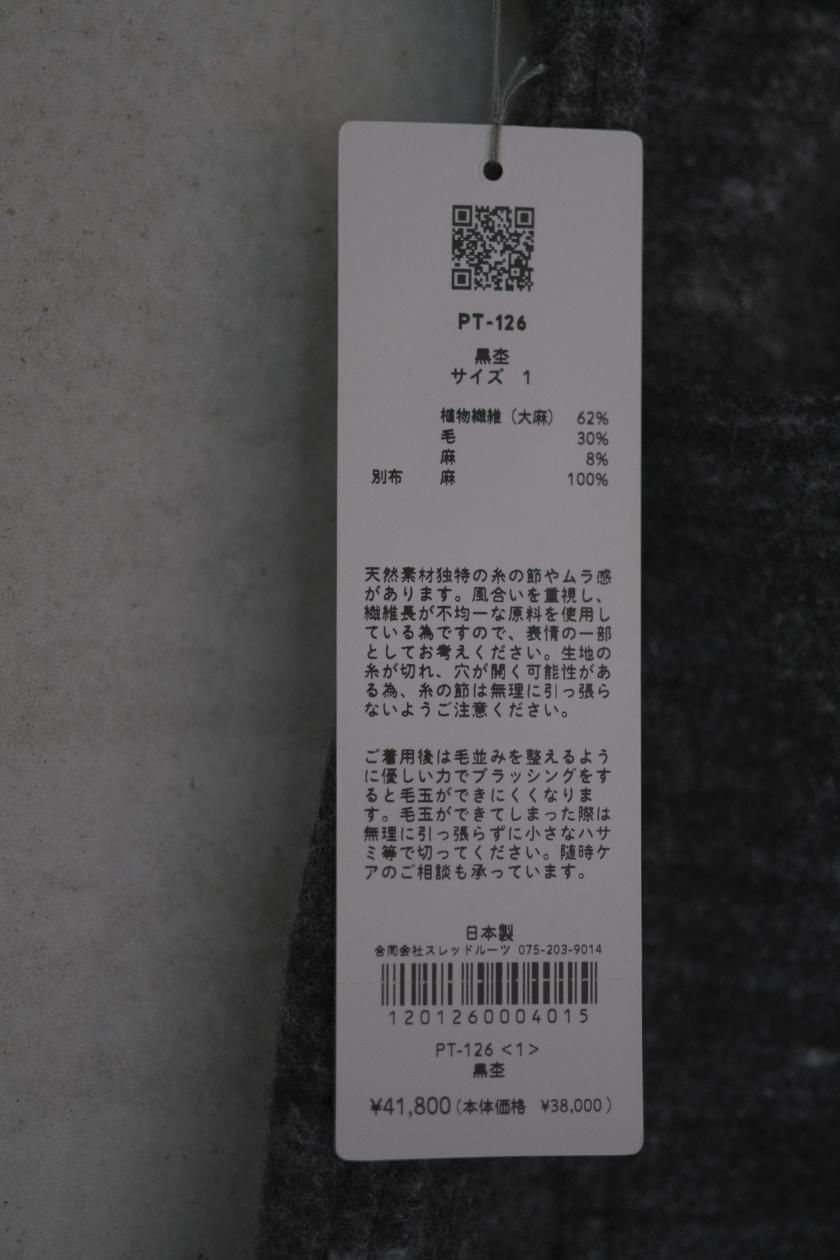 PT-126
黒杢
サイズ 1
植物繊維（大麻） 62%
毛 30%
麻 8%
別布 麻 100%
天然素材独特の糸の節やムラ感
があります。風合いを重視し、
繊維長が不均一な原料を使用し
ている為ですので、表情の一部
としてお考えください。生地の
糸が切れ、穴が開く可能性があ
る為、糸の節は無理に引っ張ら
ないようご注意ください。
ご着用後は毛並みを整えるよう
に優しい力でブラッシングをす
ると毛玉ができにくくなりま
す。毛玉ができてしまった際は
無理に引っ張らずに小さなハサ
ミ等で切ってください。随時ケ
アのご相談も承っています。
日本製
合同会社スレッドルーツ 075-203-9014
1201260004015
PT-126 <1>
黒杢
¥41,800（本体価格 ¥38,000）